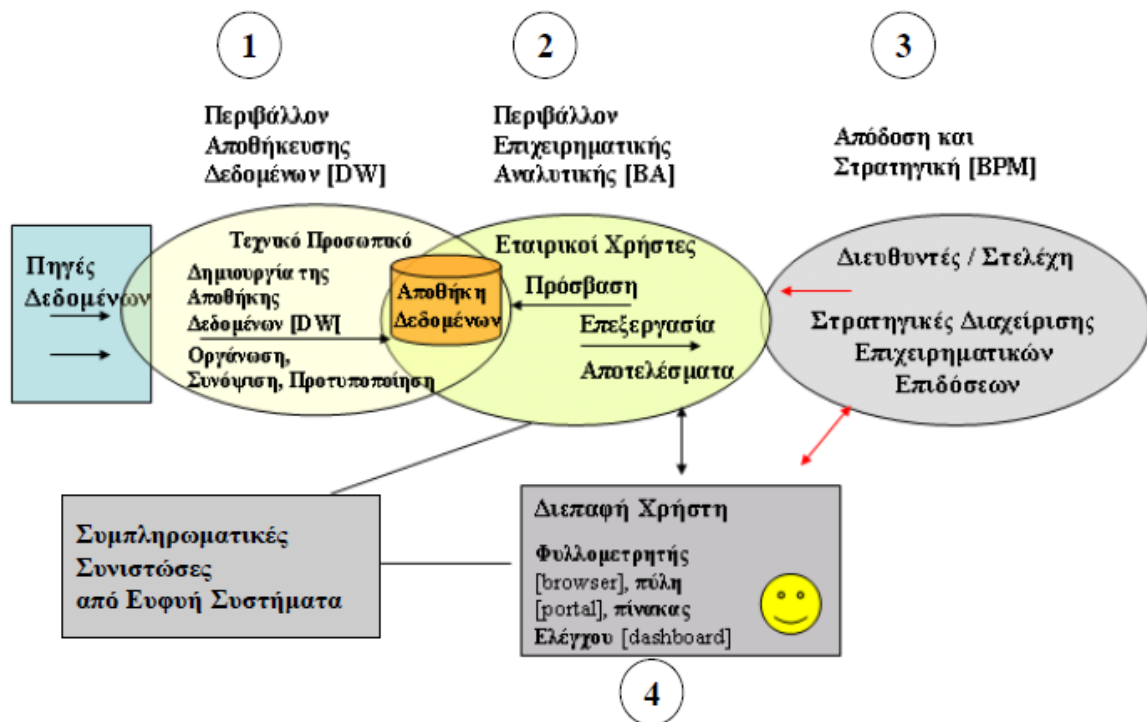 1
2
3
Περιβάλλον
Αποθήκευσης
Δεδομένων [DW]
Περιβάλλον
Επιχειρηματικής
Αναλυτικής [BA]
Απόδοση και
Στρατηγική [BPM]
Πηγές
Δεδομένων
Τεχνικό Προσωπικό
Δημιουργία της
Αποθήκης
Δεδομένων [DW[
Οργάνωση,
Συνόψιση, Προτυποποίηση
Αποθήκη
Δεδομένων
Εταιρικοί Χρήστες
Πρόσβαση
Επεξεργασία
Αποτελέσματα
Διευθυντές / Στελέχη
Στρατηγικές Διαχείρισης
Επιχειρηματικών
Επιδόσεων
Συμπληρωματικές
Συνιστώσες
από Ευφυή Συστήματα
Διεπαφή Χρήστη
Φυλλομετρητής
[browser], πύλη
[portal], πίνακας
Ελέγχου [dashboard]
4